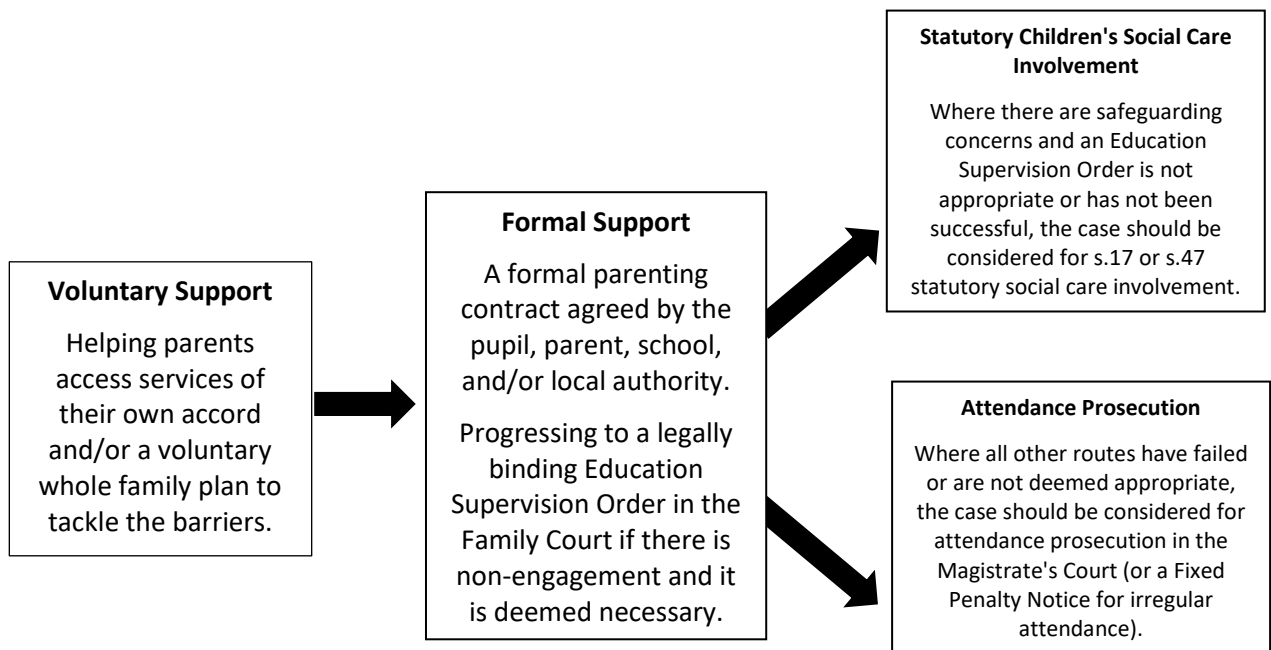 Voluntary Support
Helping parents
access services of
their own accord
and/or a voluntary
whole family plan to
tackle the barriers.
Formal Support
A formal parenting
contract agreed by the
pupil, parent, school,
and/or local authority.
Progressing to a legally
binding Education
Supervision Order in the
Family Court if there is
non-engagement and it
is deemed necessary.
Statutory Children's Social Care
Involvement
Where there are safeguarding
concerns and an Education
Supervision Order is not
appropriate or has not been
successful, the case should be
considered for s.17 or s.47
statutory social care involvement.
Attendance Prosecution
Where all other routes have failed
or are not deemed appropriate,
the case should be considered for
attendance prosecution in the
Magistrate's Court (or a Fixed
Penalty Notice for irregular
attendance).